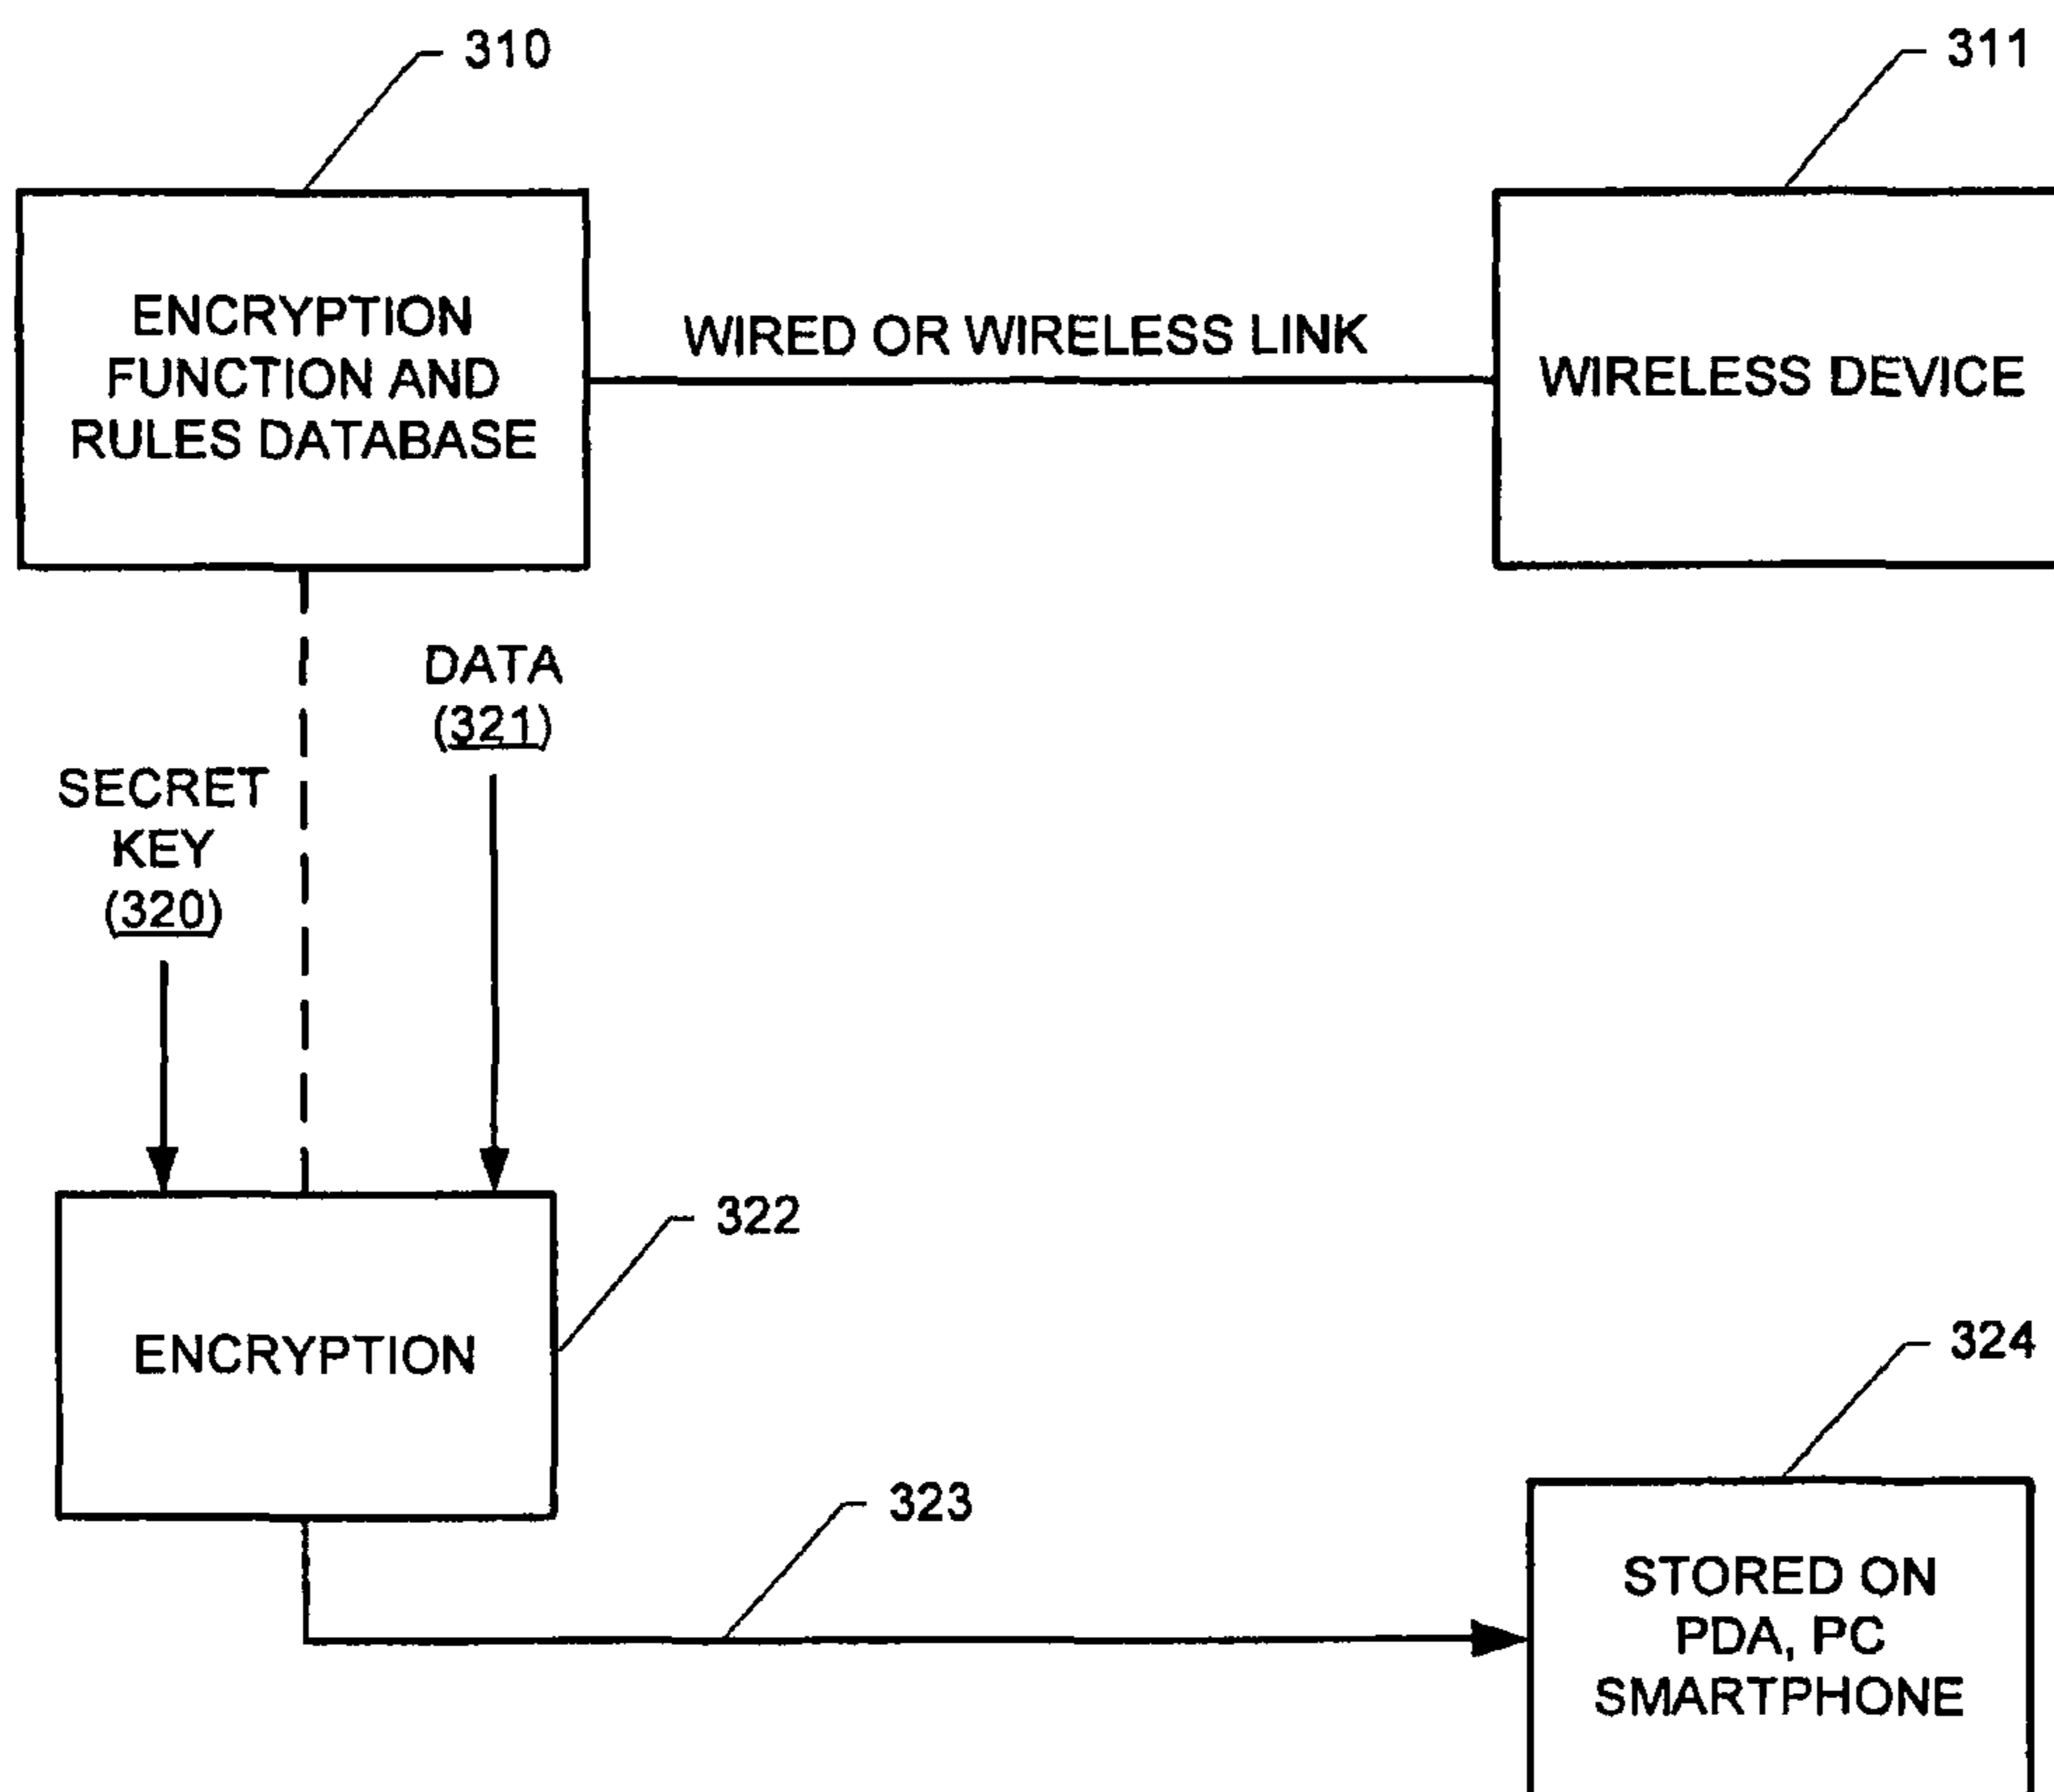 310
311
ENCRYPTION
FUNCTION AND
RULES DATABASE
WIRED OR WIRELESS LINK
WIRELESS DEVICE
DATA
(321)
SECRET
KEY
(320)
322
ENCRYPTION
324
323
STORED ON
PDA, PC
SMARTPHONE